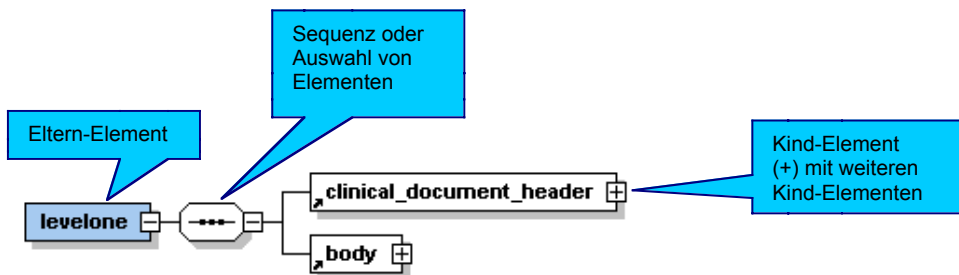 Sequenz oder
Auswahl von
Elementen
Eltern-Element
Kind-Element
(+) mit weiteren
Kind-Elementen
levelone
clinical_document_header
body